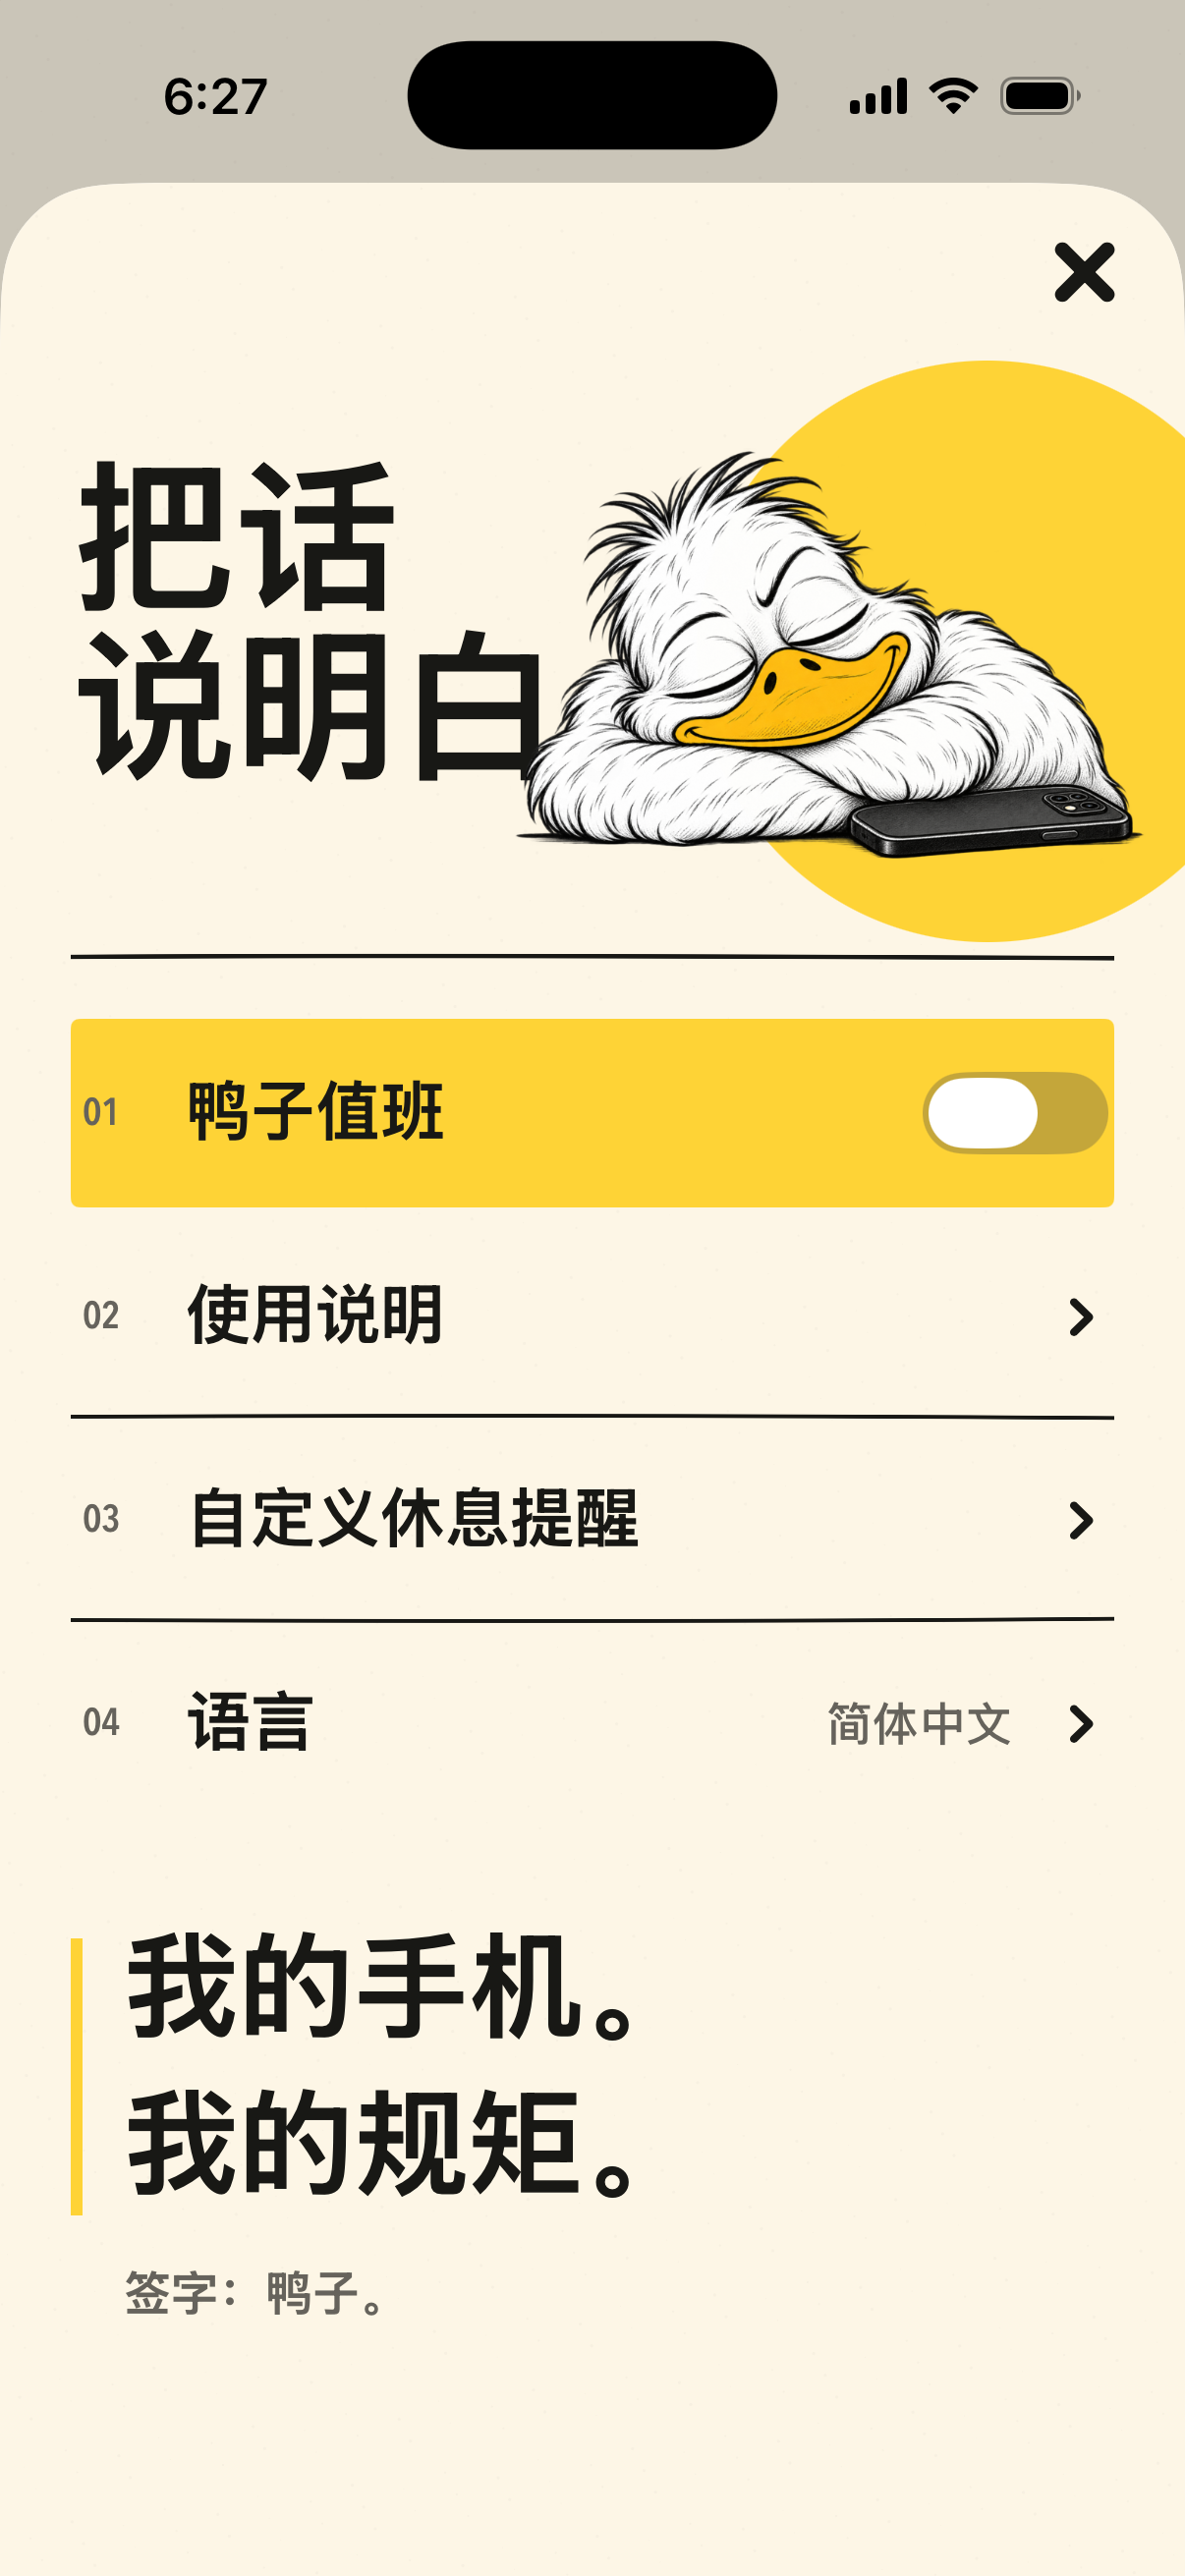 6:27
把话
说明白
01 鸭子值班
02 使用说明
03 自定义休息提醒
04 语言 简体中文
我的手机。
我的规矩。
签字：鸭子。